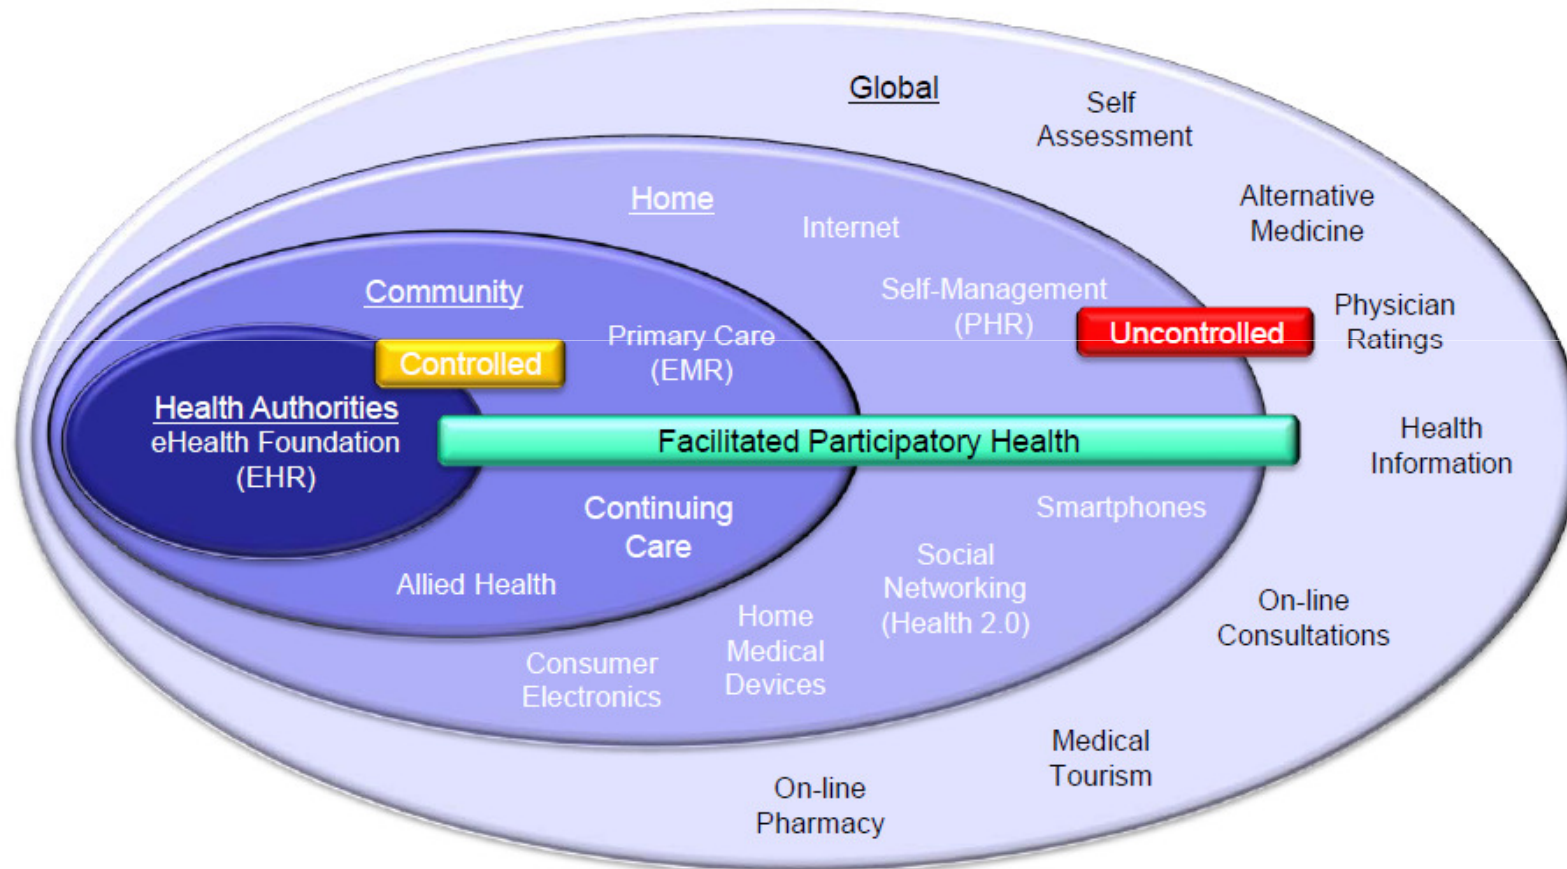 Global
Self
Assessment
Alternative
Medicine
Physician
Ratings
Health
Information
On-line
Consultations
Medical
Tourism
On-line
Pharmacy
Home
Internet
Self-Management
(PHR)
Uncontrolled
Smartphones
Social
Networking
(Health 2.0)
Home
Medical
Devices
Consumer
Electronics
Community
Primary Care
(EMR)
Controlled
Facilitated Participatory Health
Continuing
Care
Allied Health
Health Authorities
eHealth Foundation
(EHR)